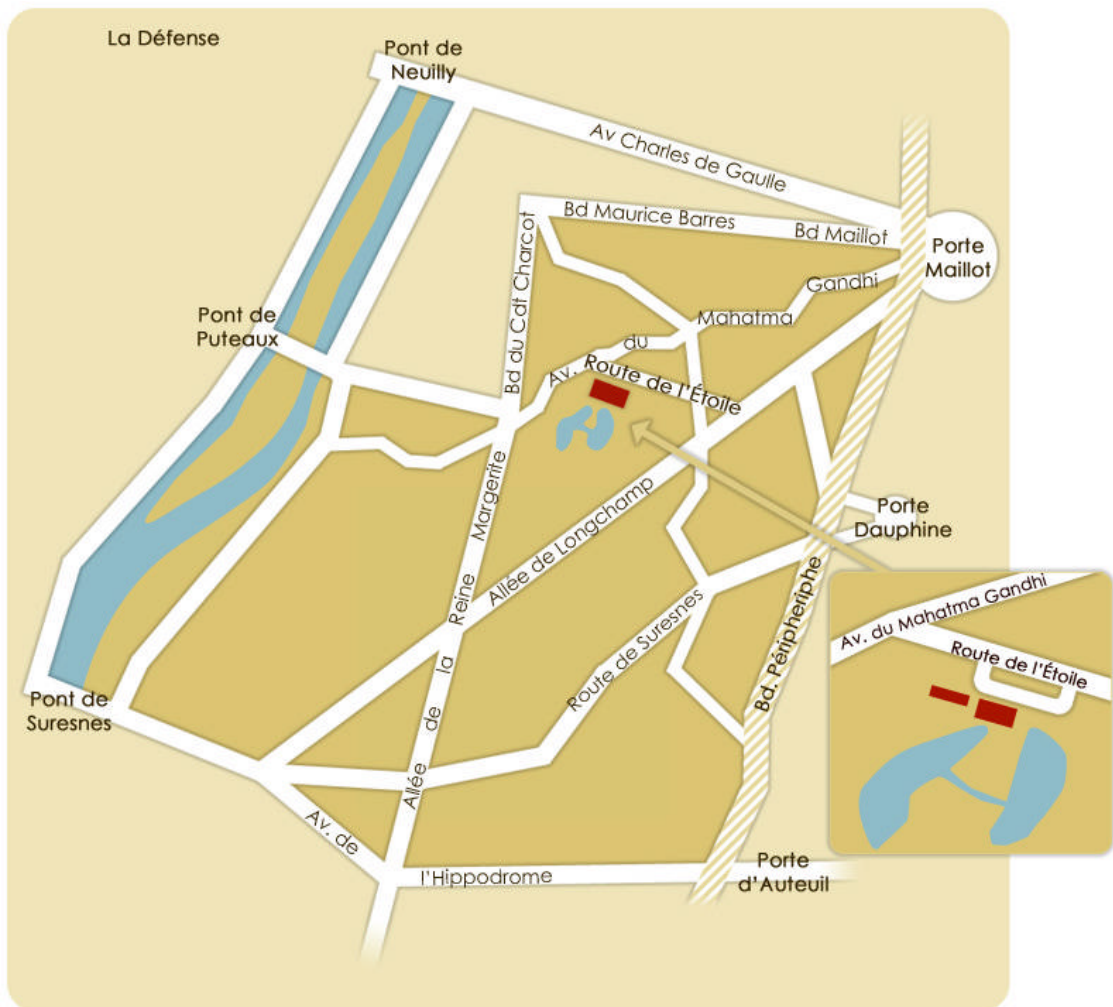 La Défense
Pont de
Neuilly
Av Charles de Gaulle
Bd Maurice Barres
Bd Maillot
Porte
Maillot
Gandhi
Mahatma
du
Av.
Bd du Cdt Charcot
Pont de
Puteaux
Route de l'Étoile
Allée de Longchamp
Margerite
Reine
la
de
Allée
Porte
Dauphine
Route de Suresnes
Bd. Péripheriphe
Pont de
Suresnes
Av. de
l'Hippodrome
Porte
d'Auteuil
Av. du Mahatma Gandhi
Route de l'Étoile